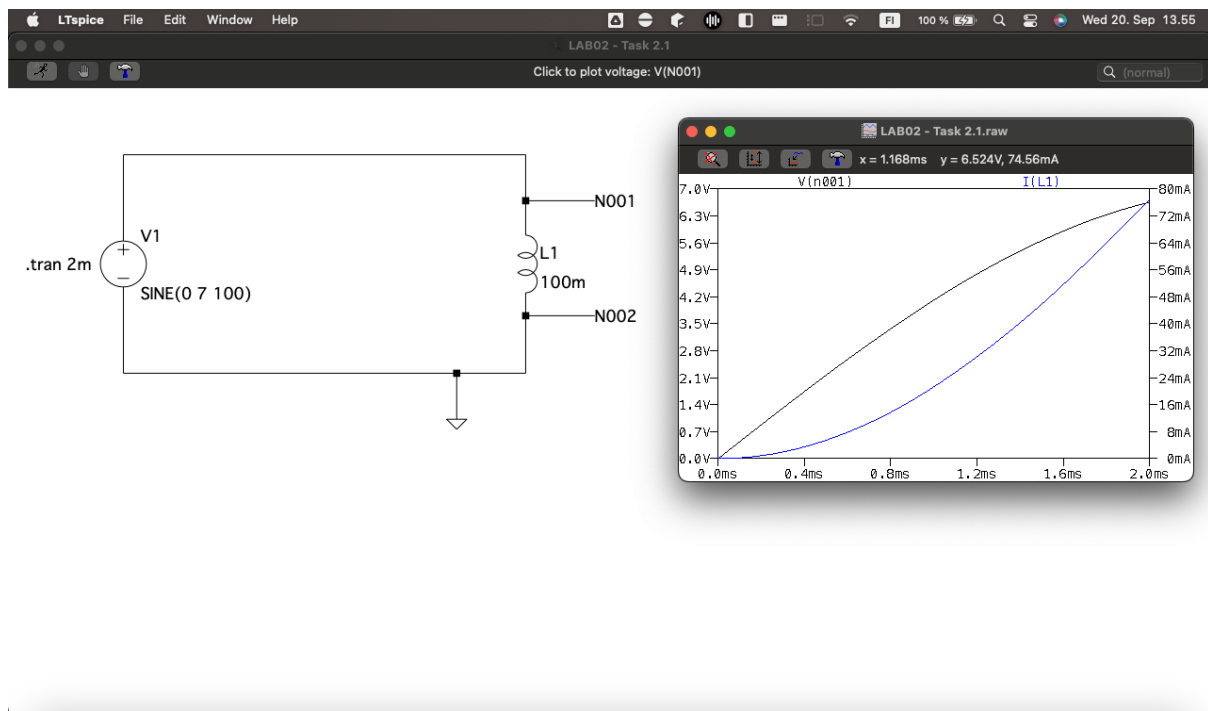 LTspice File Edit Window Help FI 100 % Wed 20. Sep 13.55
LAB02 - Task 2.1
Click to plot voltage: V(N001) (normal)
N001
V1
.tran 2m
SINE(0 7 100)
L1
100m
N002
LAB02 - Task 2.1.raw
x = 1.168ms y = 6.524V, 74.56mA
V(n001) I(L1)
7.0V 80mA
6.3V 72mA
5.6V 64mA
4.9V 56mA
4.2V 48mA
3.5V 40mA
2.8V 32mA
2.1V 24mA
1.4V 16mA
0.7V 8mA
0.0V 0mA
0.0ms 0.4ms 0.8ms 1.2ms 1.6ms 2.0ms